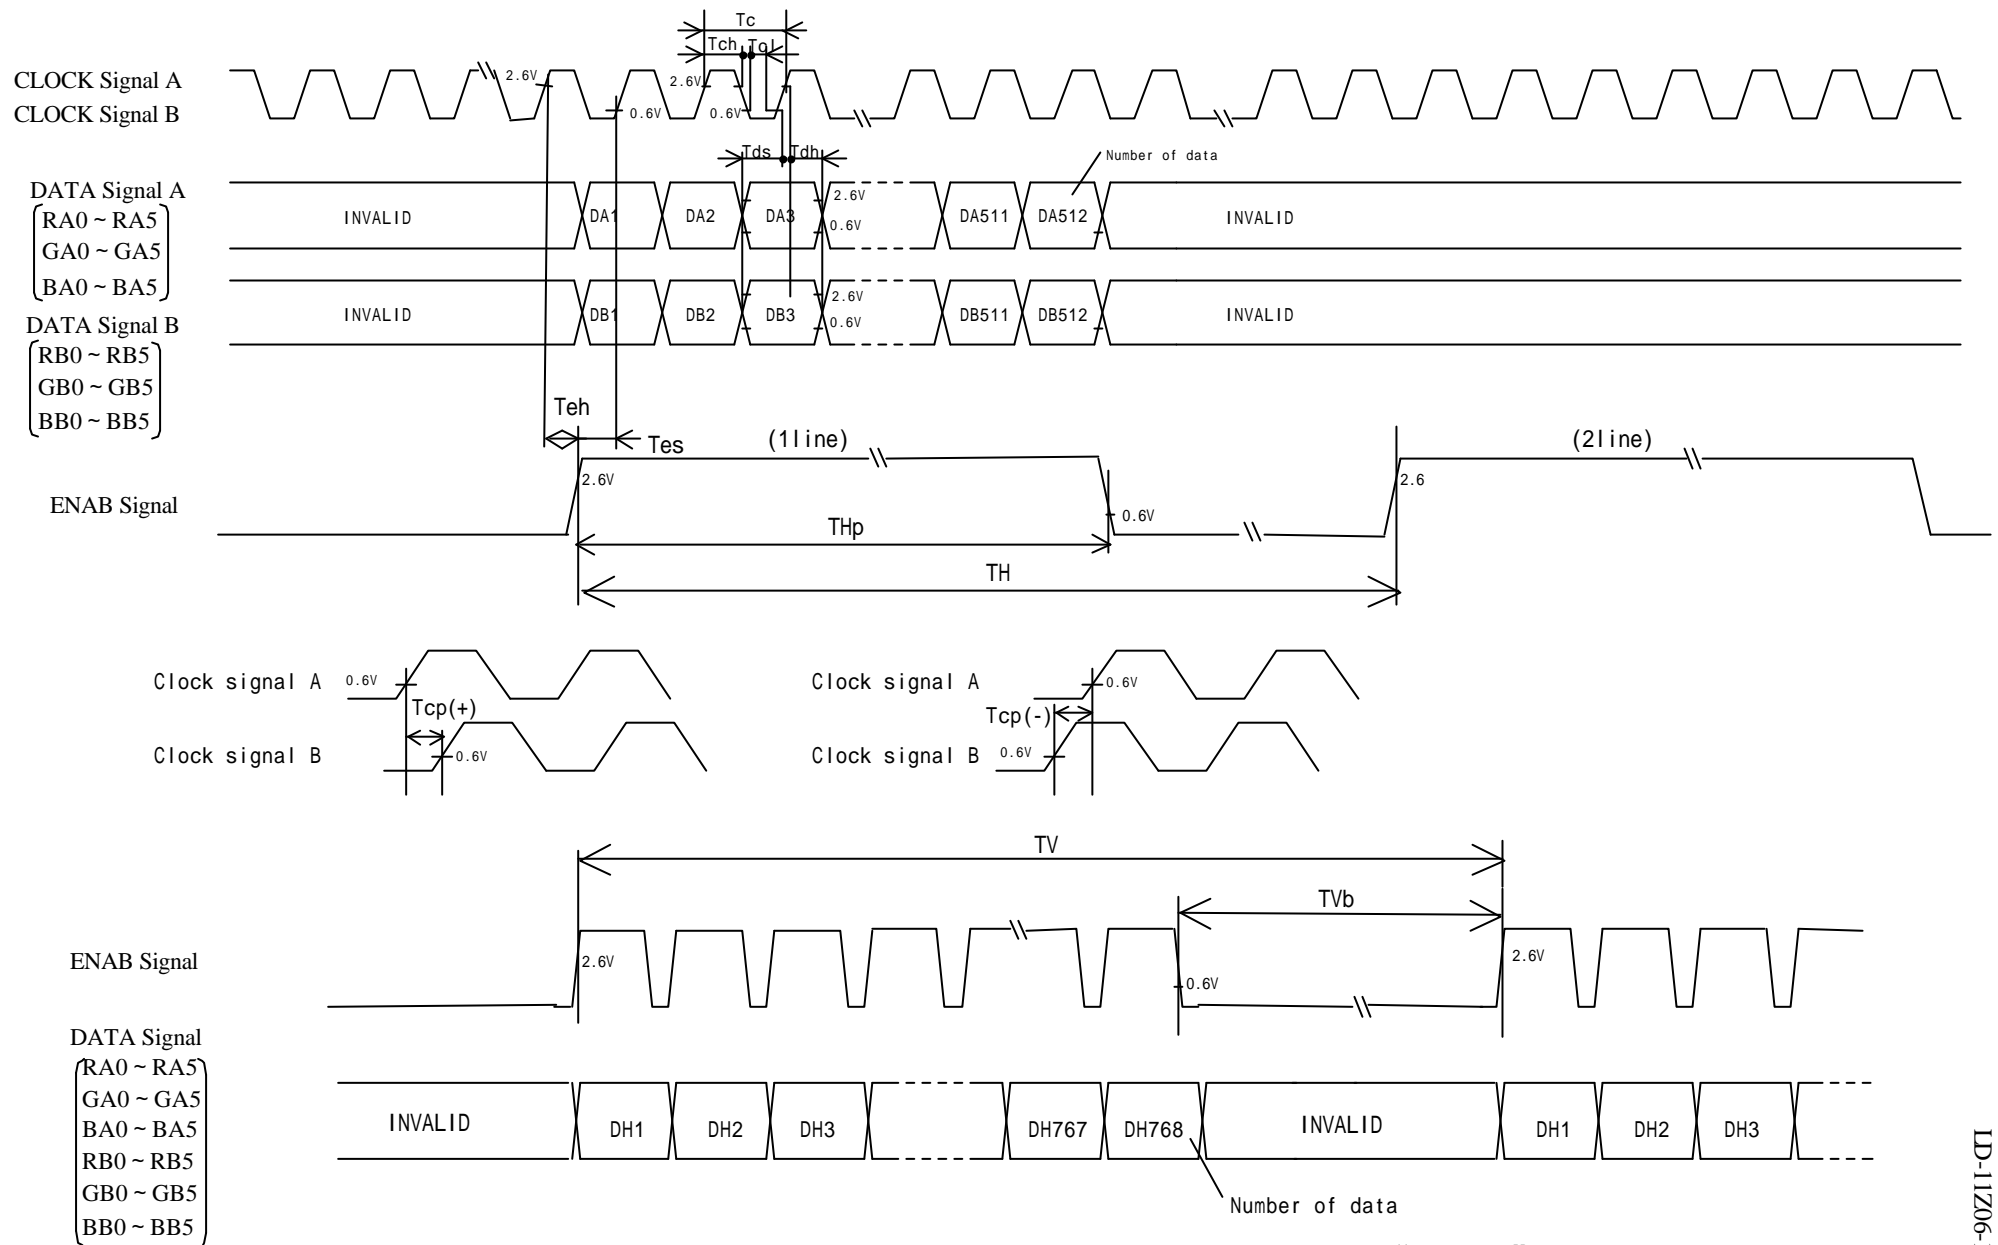 Tc
Tch Tcl
CLOCK Signal A
CLOCK Signal B
2.6V 0.6V 2.6V 0.6V
Tds Tdh
Number of data
DATA Signal A
RA0 ~ RA5
GA0 ~ GA5
BA0 ~ BA5
INVALID DA1 DA2 DA3 2.6V 0.6V DA511 DA512 INVALID
DATA Signal B
RB0 ~ RB5
GB0 ~ GB5
BB0 ~ BB5
INVALID DB1 DB2 DB3 2.6V 0.6V DB511 DB512 INVALID
Teh
Tes
(1line)
(2line)
ENAB Signal
2.6V
0.6V
2.6
THp
TH
Clock signal A 0.6V
Tcp(+)
Clock signal B 0.6V
Clock signal A 0.6V
Tcp(-)
Clock signal B 0.6V
TV
TVb
ENAB Signal
2.6V
0.6V
2.6V
DATA Signal
RA0 ~ RA5
GA0 ~ GA5
BA0 ~ BA5
RB0 ~ RB5
GB0 ~ GB5
BB0 ~ BB5
INVALID DH1 DH2 DH3 DH767 DH768 INVALID DH1 DH2 DH3
Number of data
LD-11Z06-